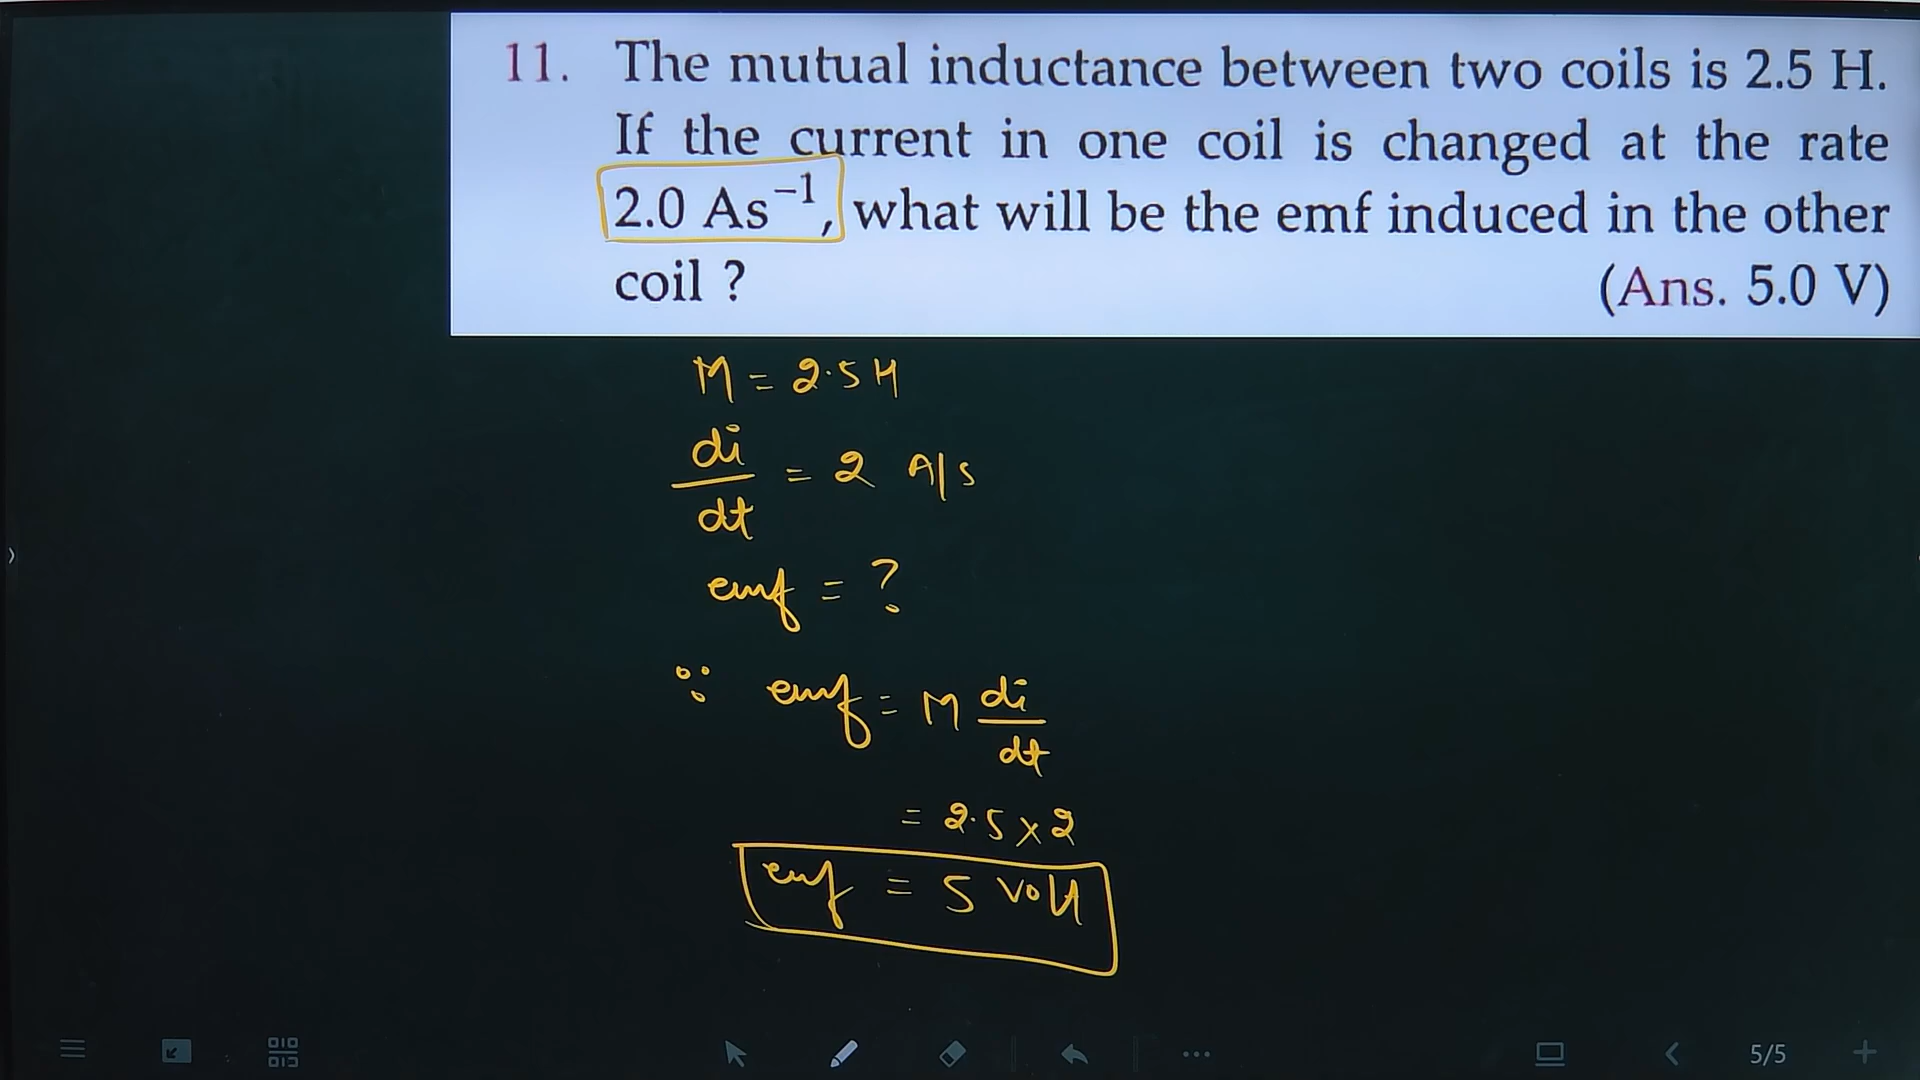 11. The mutual inductance between two coils is 2.5 H.
If the current in one coil is changed at the rate
2.0 As⁻¹, what will be the emf induced in the other
coil ?
(Ans. 5.0 V)
M = 2.5 H
di/dt = 2 A/s
emf = ?
∵ emf = M di/dt
= 2.5 × 2
emf = 5 volt
5/5